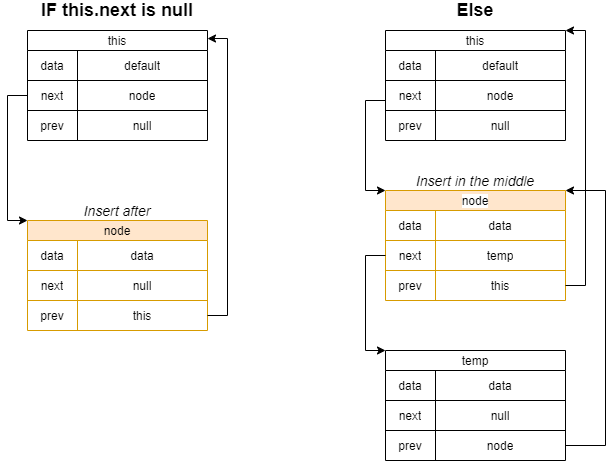 IF this.next is null
this
data default
next node
prev null
Insert after
node
data data
next null
prev this
Else
this
data default
next node
prev null
Insert in the middle
node
data data
next temp
prev this
temp
data data
next null
prev node